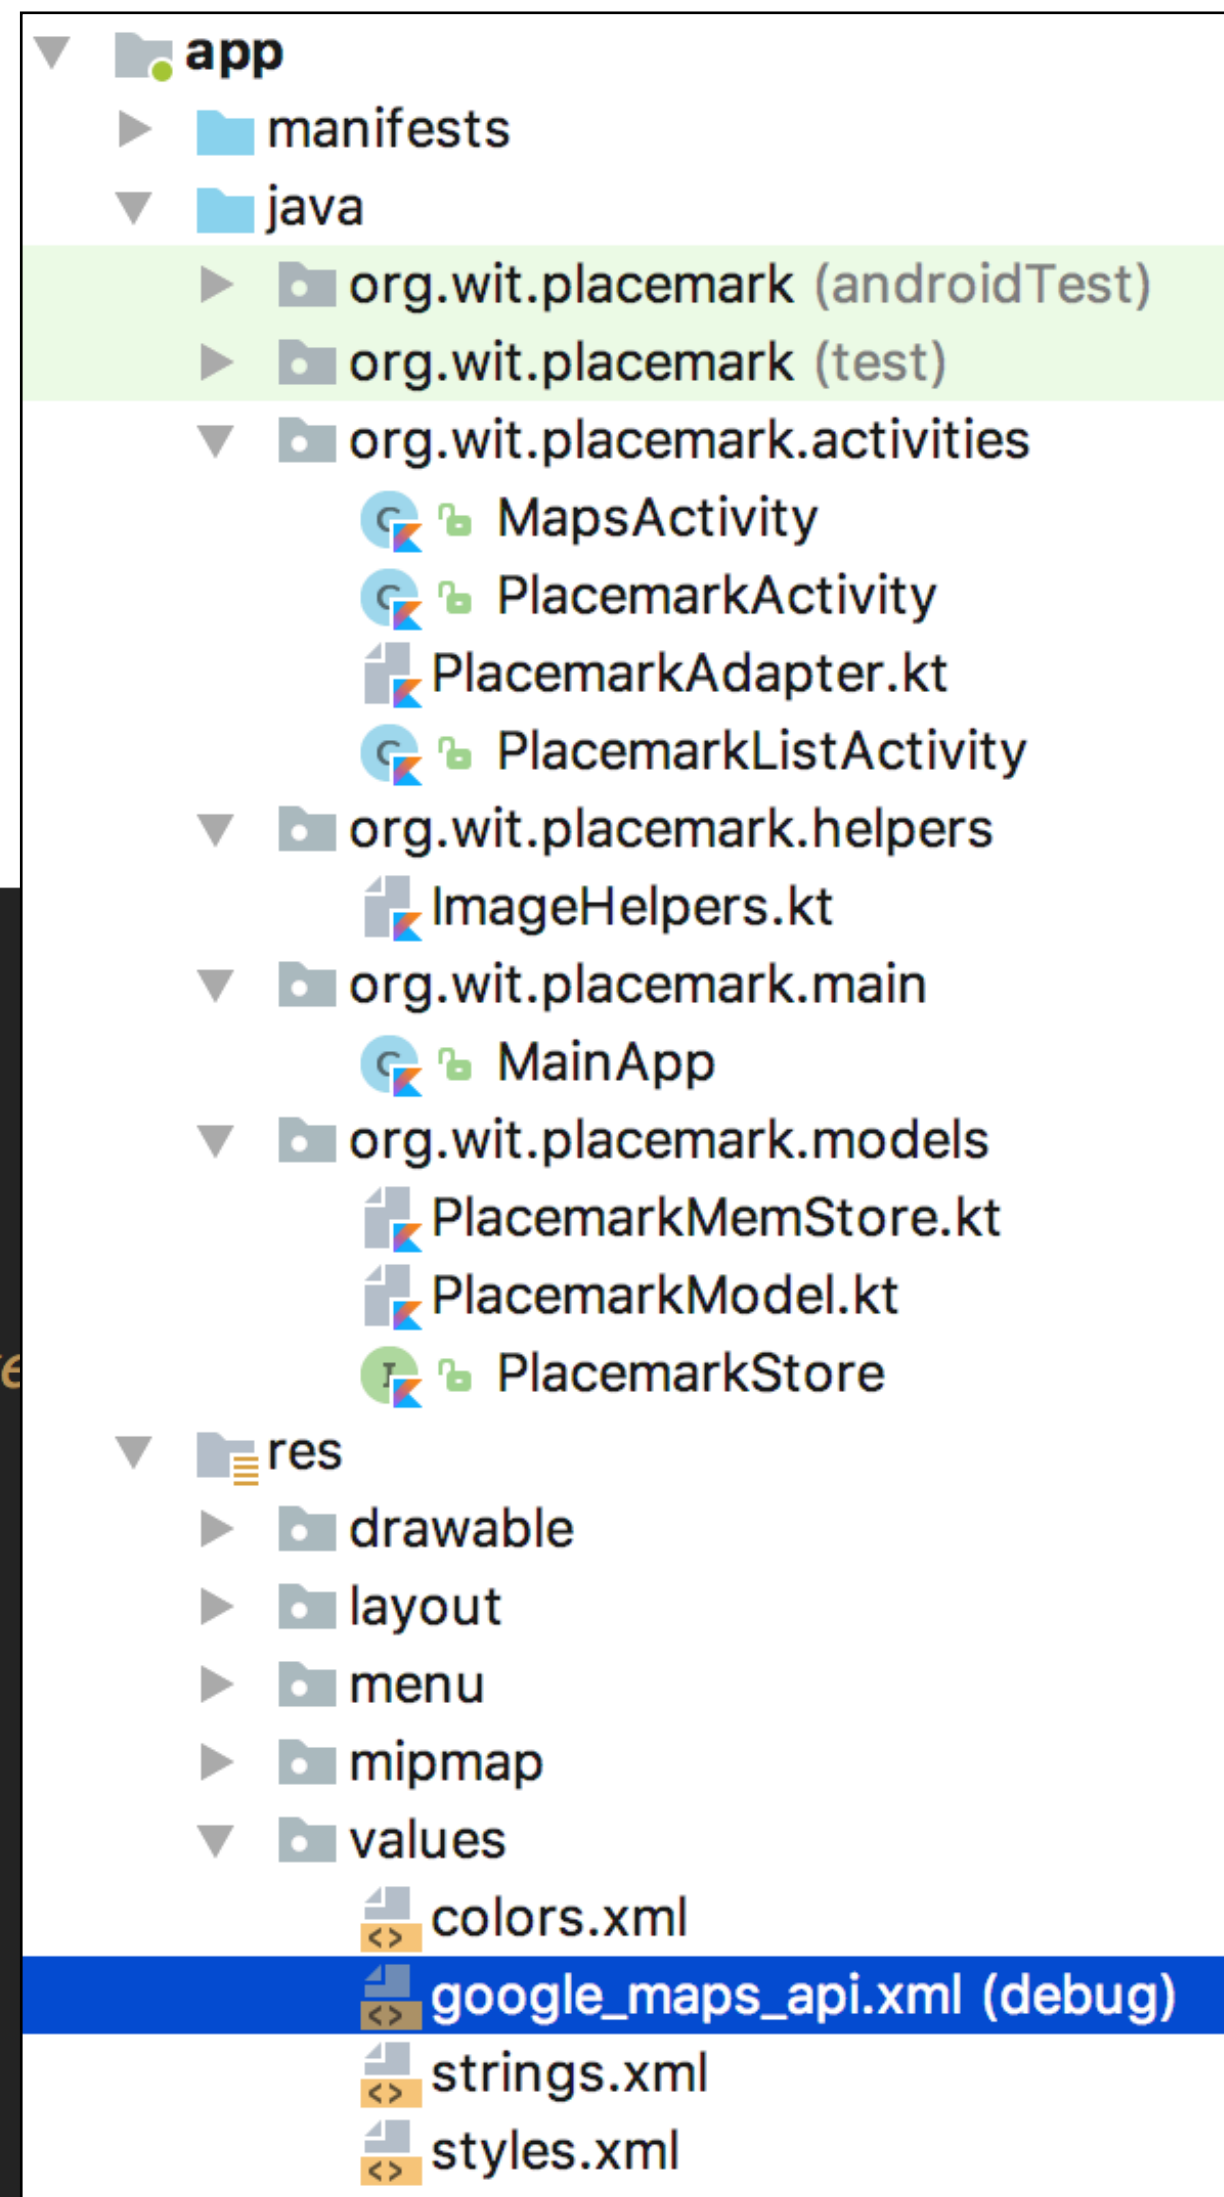 app
manifests
java
org.wit.placemark (androidTest)
org.wit.placemark (test)
org.wit.placemark.activities
MapsActivity
PlacemarkActivity
PlacemarkAdapter.kt
PlacemarkListActivity
org.wit.placemark.helpers
ImageHelpers.kt
org.wit.placemark.main
MainApp
org.wit.placemark.models
PlacemarkMemStore.kt
PlacemarkModel.kt
PlacemarkStore
res
drawable
layout
menu
mipmap
values
colors.xml
google_maps_api.xml (debug)
strings.xml
styles.xml